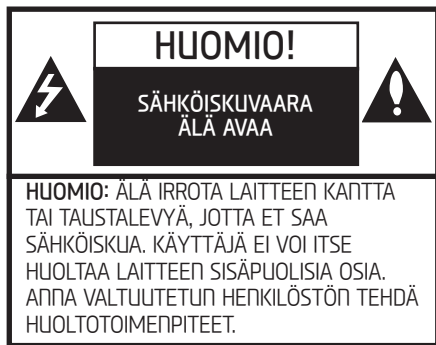 HUOMIO!
SÄHKÖISKUVAARA
ÄLÄ AVAA
HUOMIO: ÄLÄ IRROTA LAITTEEN KANTTA
TAI TAUSTALEVYÄ, JOTTA ET SAA
SÄHKÖISKUA. KÄYTTÄJÄ EI VOI ITSE
HUOLTAA LAITTEEN SISÄPUOLISIA OSIA.
ANNA VALTUUTETUN HENKILÖSTÖN TEHDÄ
HUOLTOTOIMENPITEET.